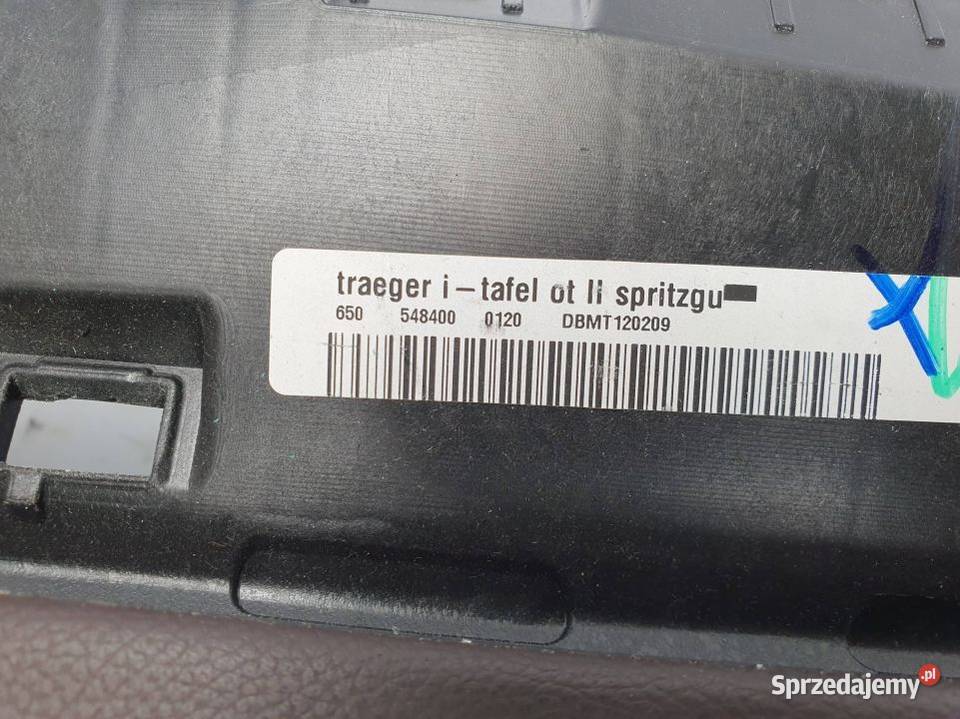 traeger i-tafel ot li spritzgu
650 548400 0120 DBMT120209
Sprzedajemy.pl